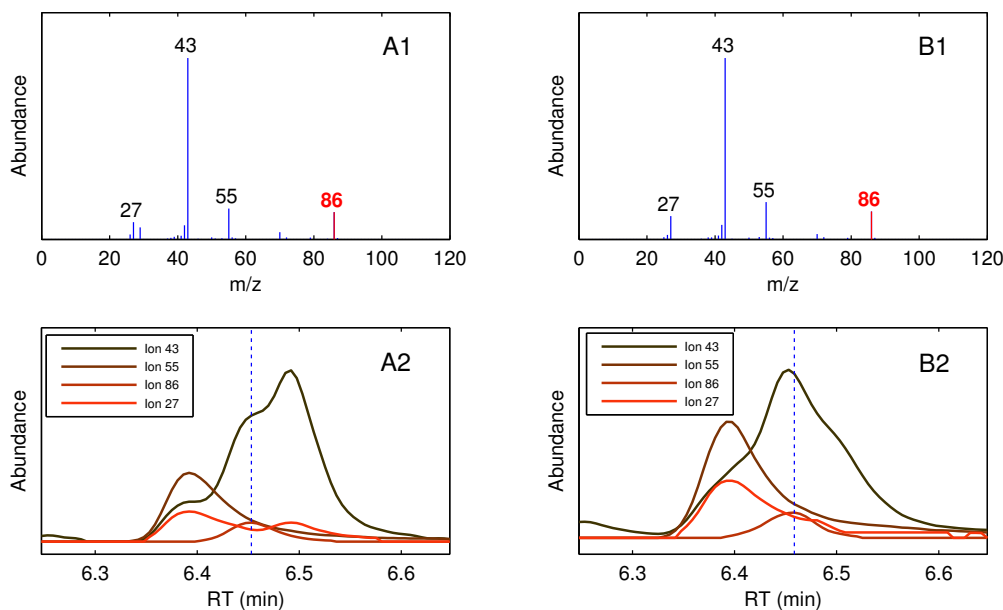 A1
43
27
55
86
Abundance
0 20 40 60 80 100 120
m/z
B1
43
27
55
86
Abundance
0 20 40 60 80 100 120
m/z
A2
Ion 43
Ion 55
Ion 86
Ion 27
Abundance
6.3 6.4 6.5 6.6
RT (min)
B2
Ion 43
Ion 55
Ion 86
Ion 27
Abundance
6.3 6.4 6.5 6.6
RT (min)